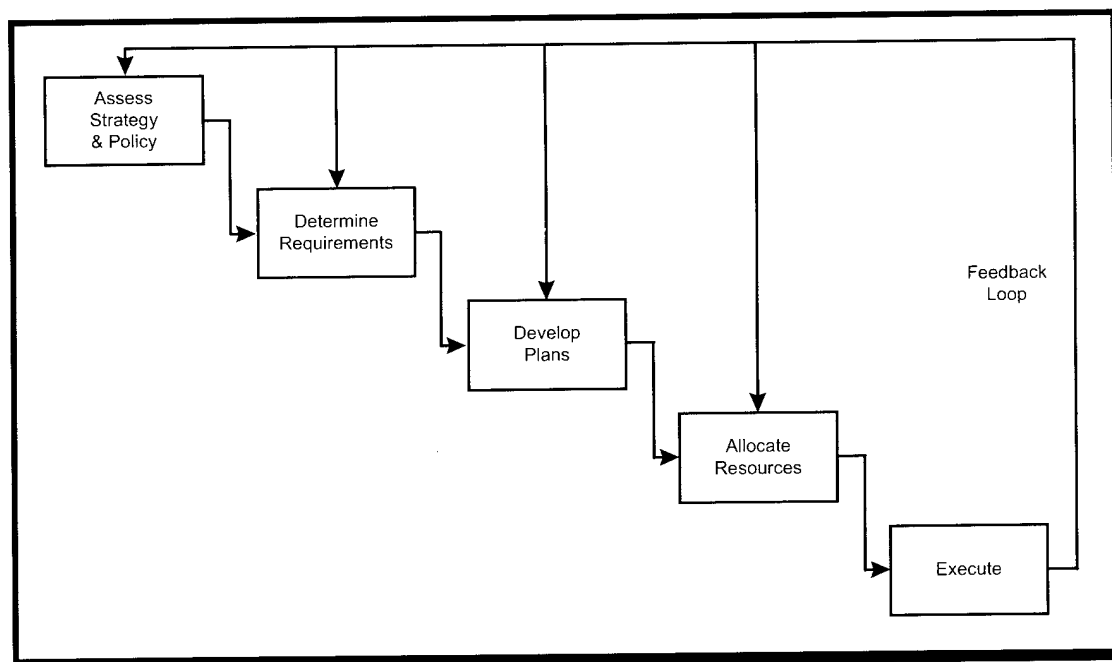 Assess
Strategy
& Policy
Determine
Requirements
Develop
Plans
Feedback
Loop
Allocate
Resources
Execute